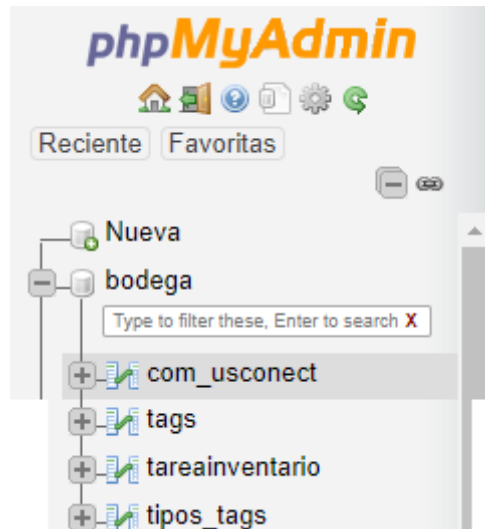 phpMyAdmin
Reciente Favoritas
Nueva
bodega
Type to filter these, Enter to search X
com_usconect
tags
tareainventario
tipos_tags